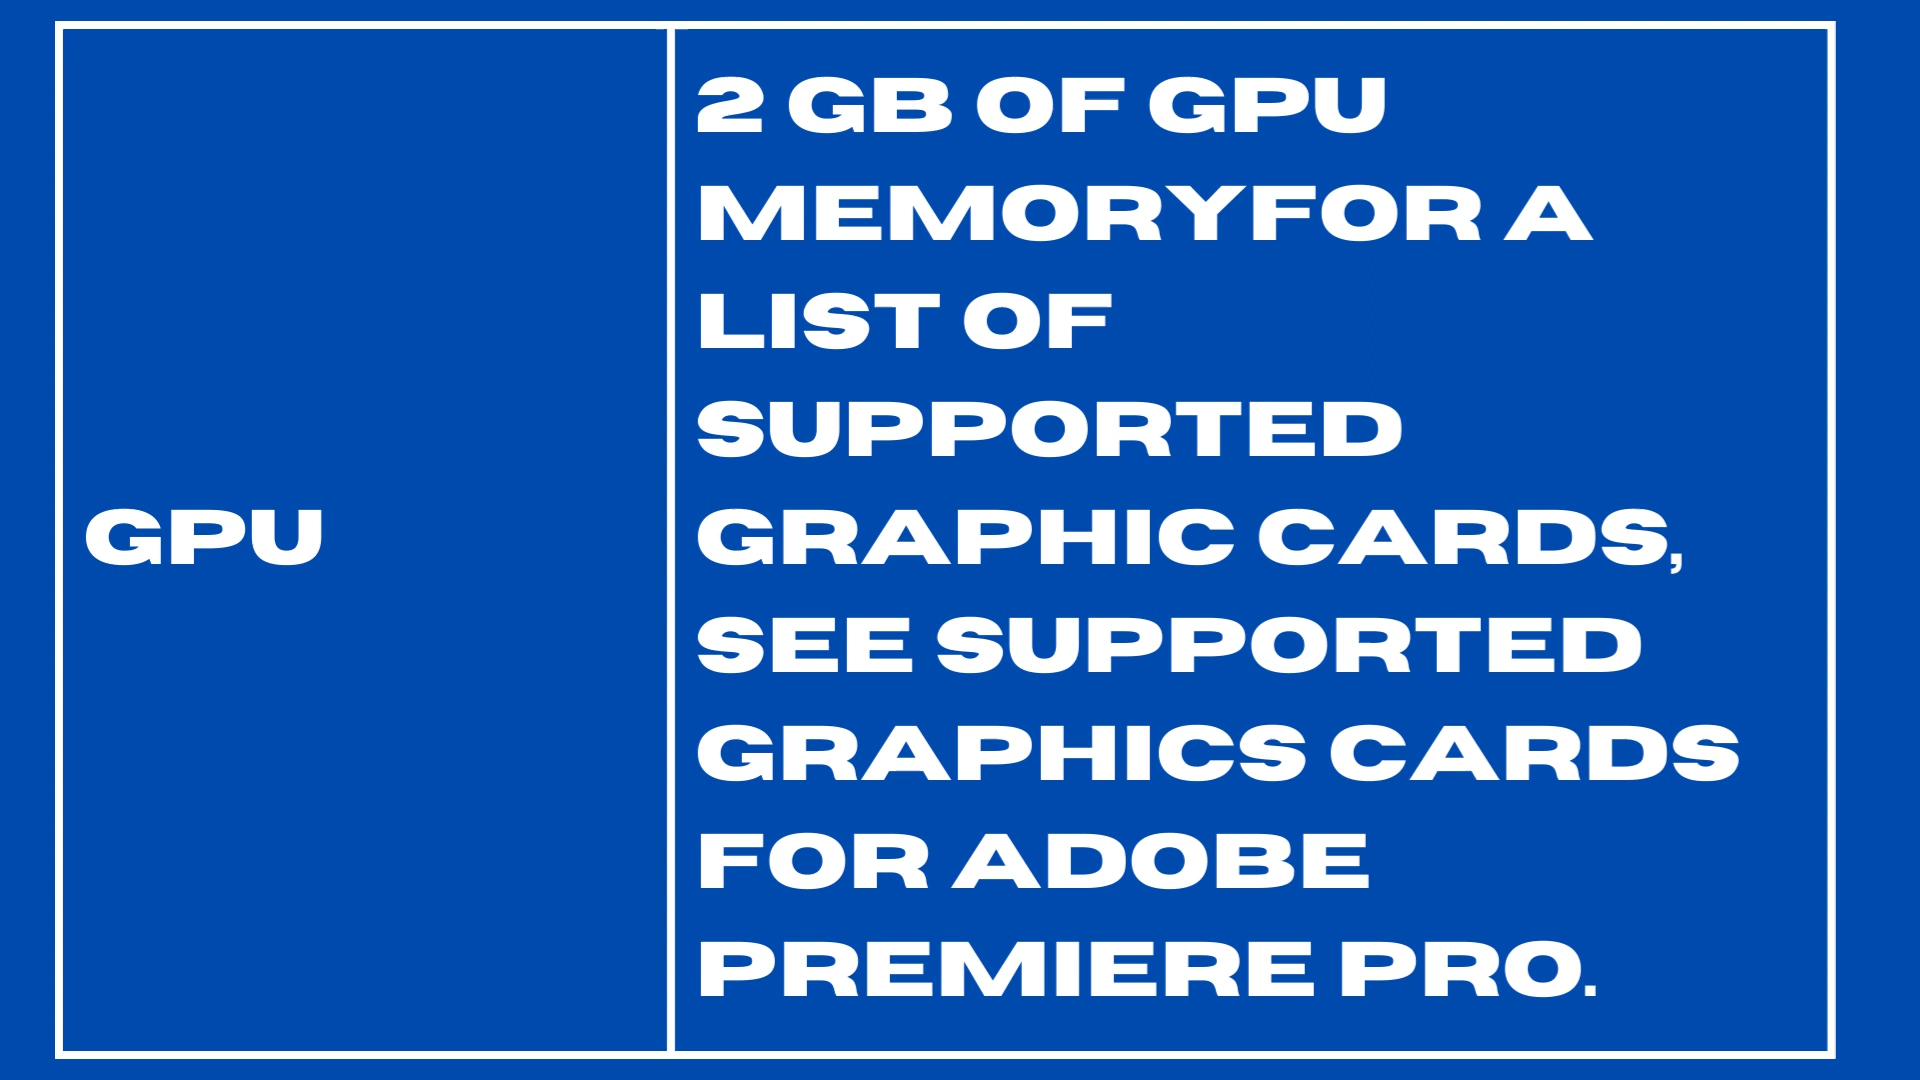 GPU
2 GB OF GPU
MEMORYFOR A
LIST OF
SUPPORTED
GRAPHIC CARDS,
SEE SUPPORTED
GRAPHICS CARDS
FOR ADOBE
PREMIERE PRO.